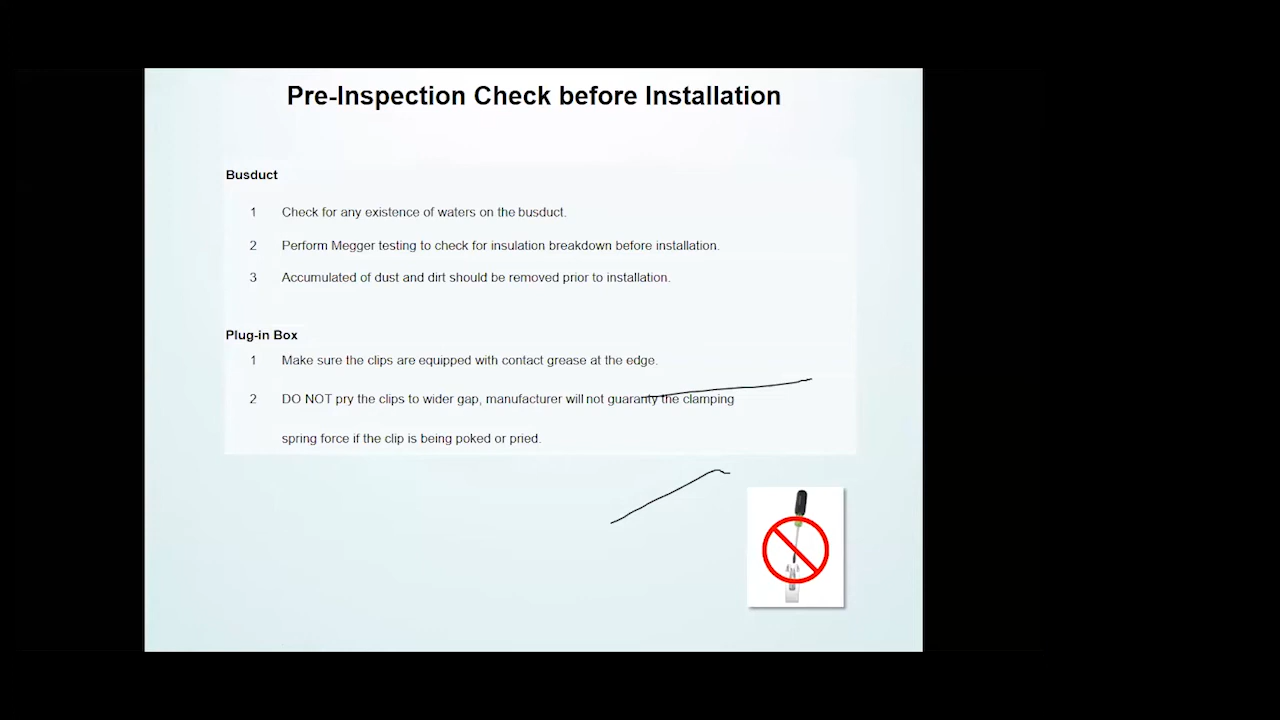 Pre-Inspection Check before Installation
Busduct
1 Check for any existence of waters on the busduct.
2 Perform Megger testing to check for insulation breakdown before installation.
3 Accumulated of dust and dirt should be removed prior to installation.
Plug-in Box
1 Make sure the clips are equipped with contact grease at the edge.
2 DO NOT pry the clips to wider gap, manufacturer will not guaranty the clamping
spring force if the clip is being poked or pried.